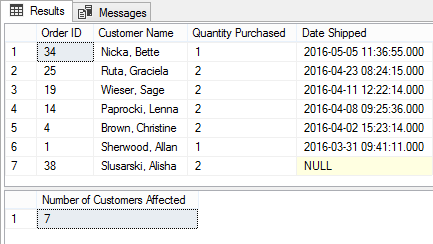 Results Messages
Order ID Customer Name Quantity Purchased Date Shipped
1 34 Nicka, Bette 1 2016-05-05 11:36:55.000
2 25 Ruta, Graciela 2 2016-04-23 08:24:15.000
3 19 Wieser, Sage 2 2016-04-11 12:22:14.000
4 14 Paprocki, Lenna 2 2016-04-08 09:25:36.000
5 4 Brown, Christine 2 2016-04-02 15:23:14.000
6 1 Sherwood, Allan 1 2016-03-31 09:41:11.000
7 38 Slusarski, Alisha 2 NULL
Number of Customers Affected
1 7